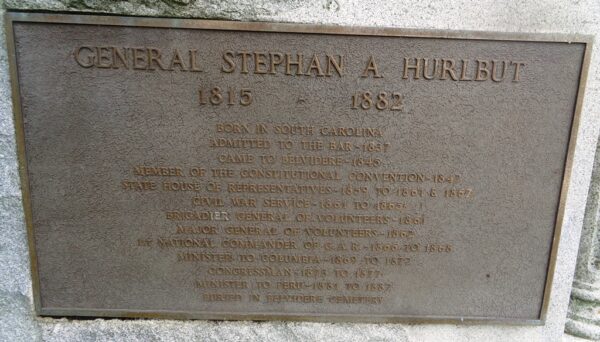 GENERAL STEPHAN A. HURLBUT
1815 - 1882
BORN IN SOUTH CAROLINA
ADMITTED TO THE BAR - 1837
CAME TO BELVIDERE - 1845
MEMBER OF THE CONSTITUTIONAL CONVENTION - 1847
STATE HOUSE OF REPRESENTATIVES - 1859 TO 1861 & 1867
CIVIL WAR SERVICE - 1861 TO 1865
BRIGADIER GENERAL OF VOLUNTEERS - 1861
MAJOR GENERAL OF VOLUNTEERS - 1862
1ST NATIONAL COMMANDER OF G.A.R. - 1866 TO 1868
MINISTER TO COLUMBIA - 1869 TO 1872
CONGRESSMAN - 1873 TO 1877
MINISTER TO PERU - 1881 TO 1882
BURIED IN BELVIDERE CEMETERY